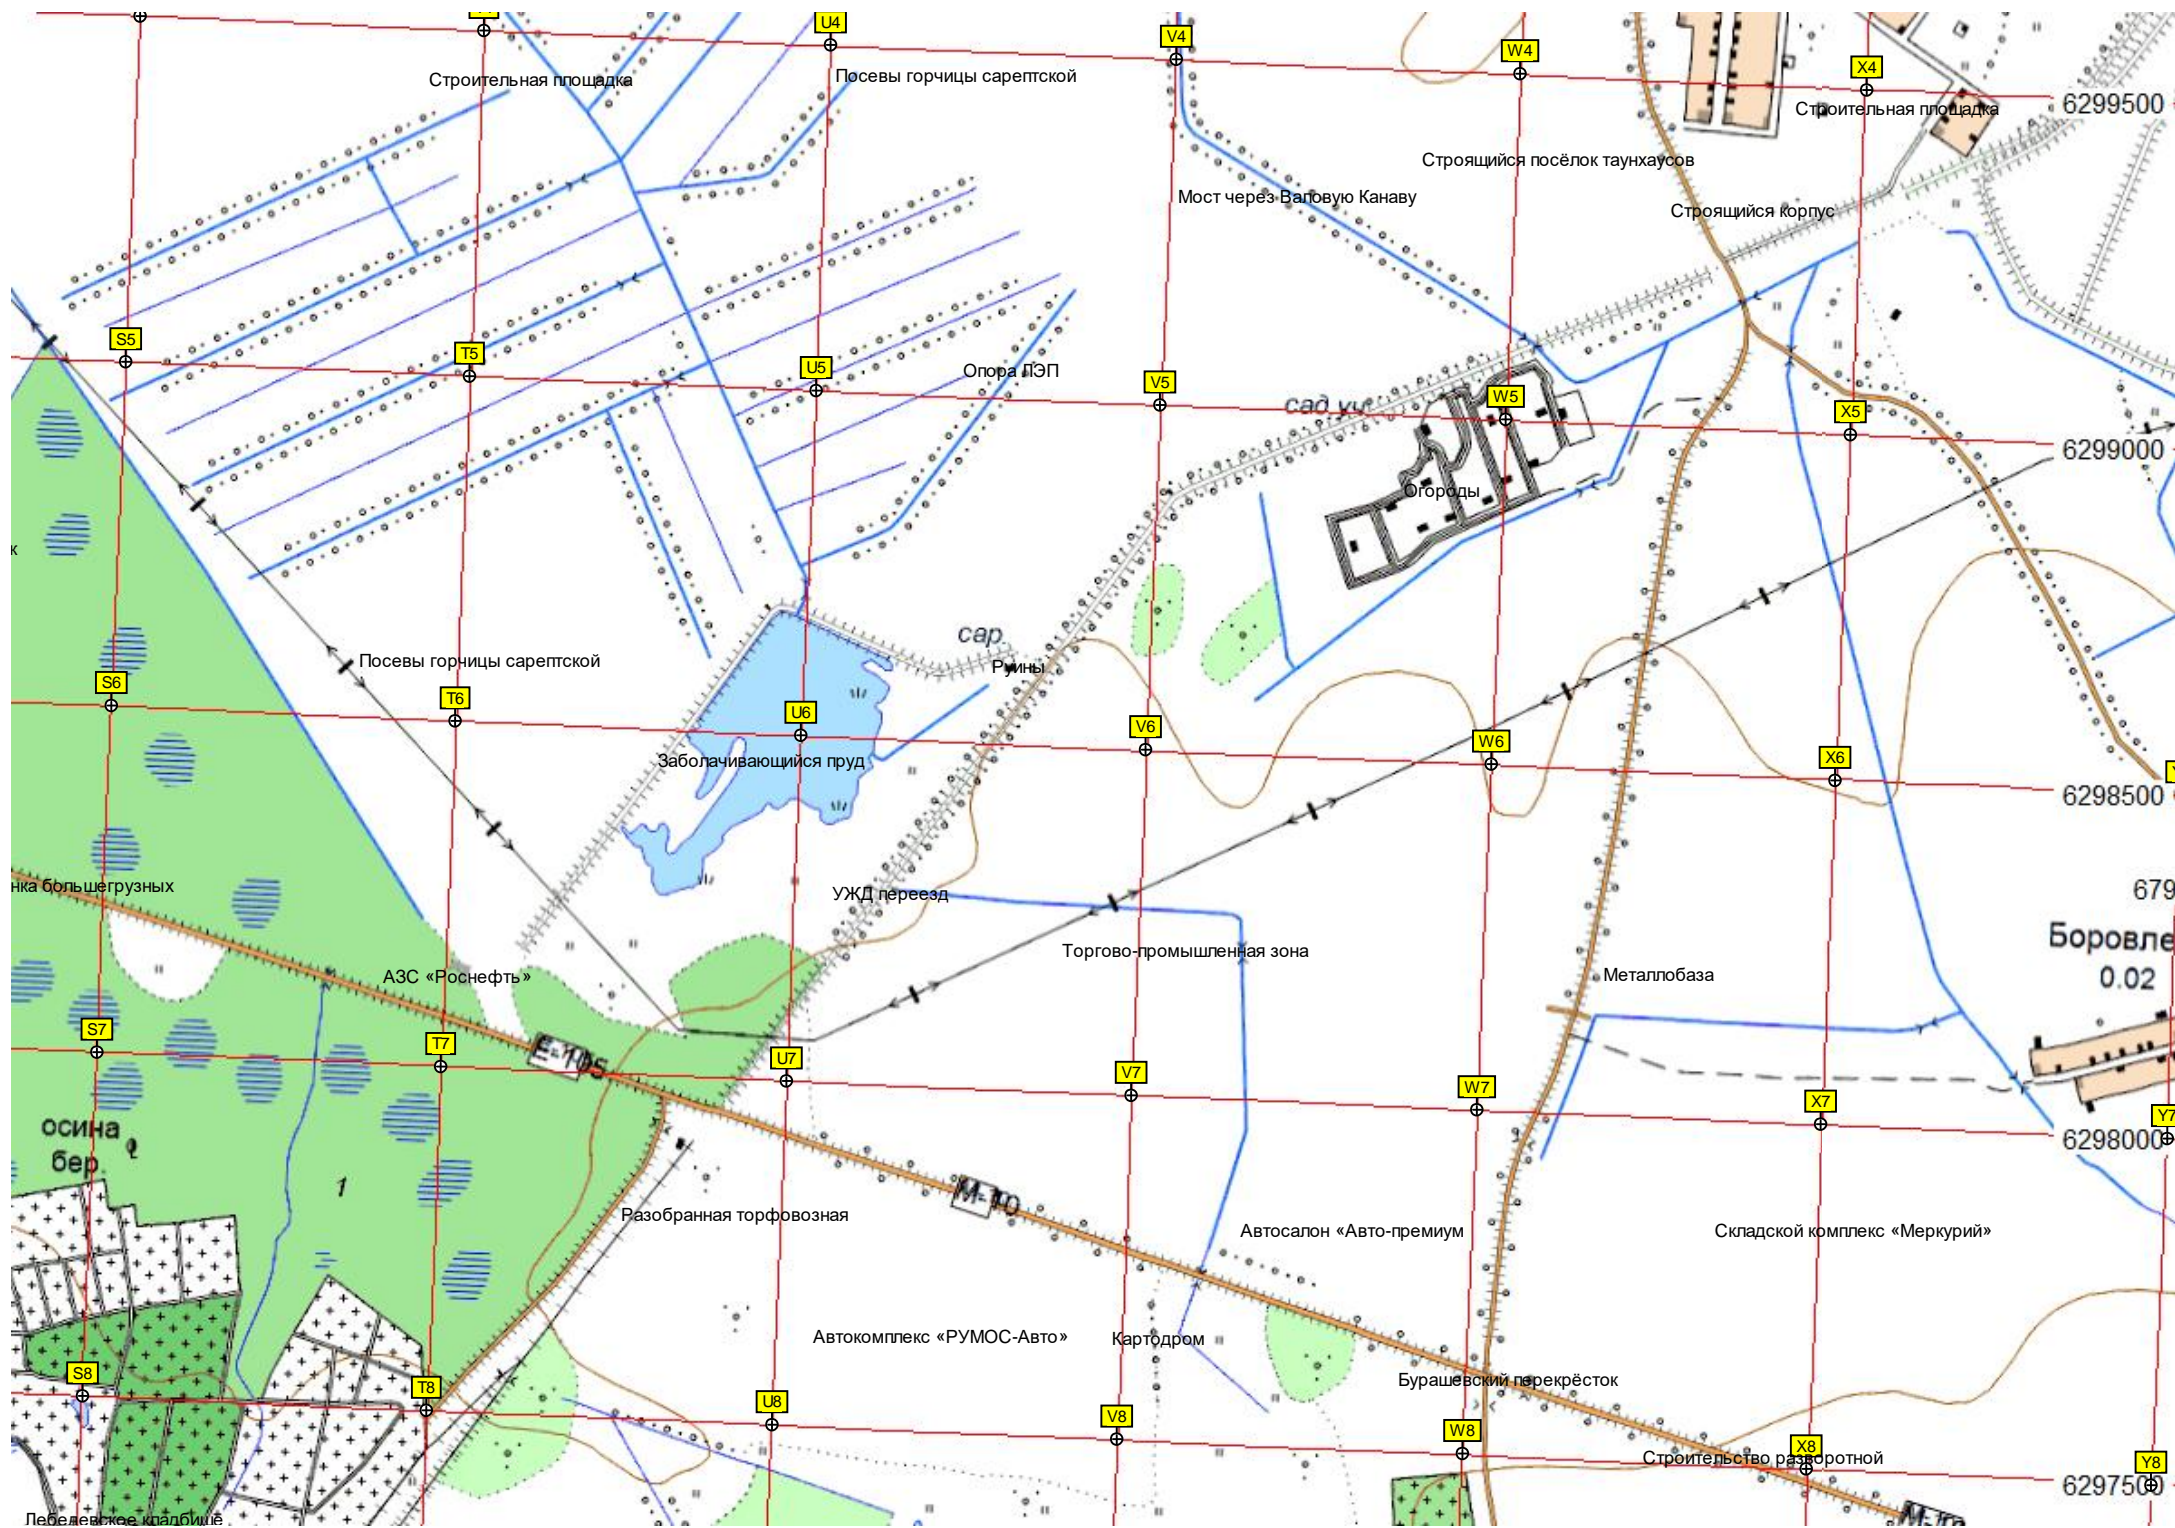 U4
V4
W4
X4
Строительная площадка
Посевы горчицы сарептской
6299500
Строительная площадка
Строящийся посёлок таунхаусов
Мост через Валовую Канаву
Строящийся корпус
S5
T5
U5
Опора ЛЭП
V5
W5
сад.уч.
X5
6299000
Огороды
к
сар.
Руины
Посевы горчицы сарептской
S6
T6
U6
V6
W6
X6
Заболачивающийся пруд
6298500
нка большегрузных
УЖД переезд
679
Боровле
0.02
Торгово-промышленная зона
АЗС «Роснефть»
Металлобаза
S7
T7
E-105
U7
V7
W7
X7
Y7
6298000
осина
бер.
1
М-10
Разобранная торфовозная
Автосалон «Авто-премиум
Складской комплекс «Меркурий»
Автокомплекс «РУМОС-Авто»
Картодром
S8
T8
U8
V8
W8
X8
Y8
Бурашевский перекрёсток
Строительство разворотной
6297500
Лебедевское кладбище
М-10